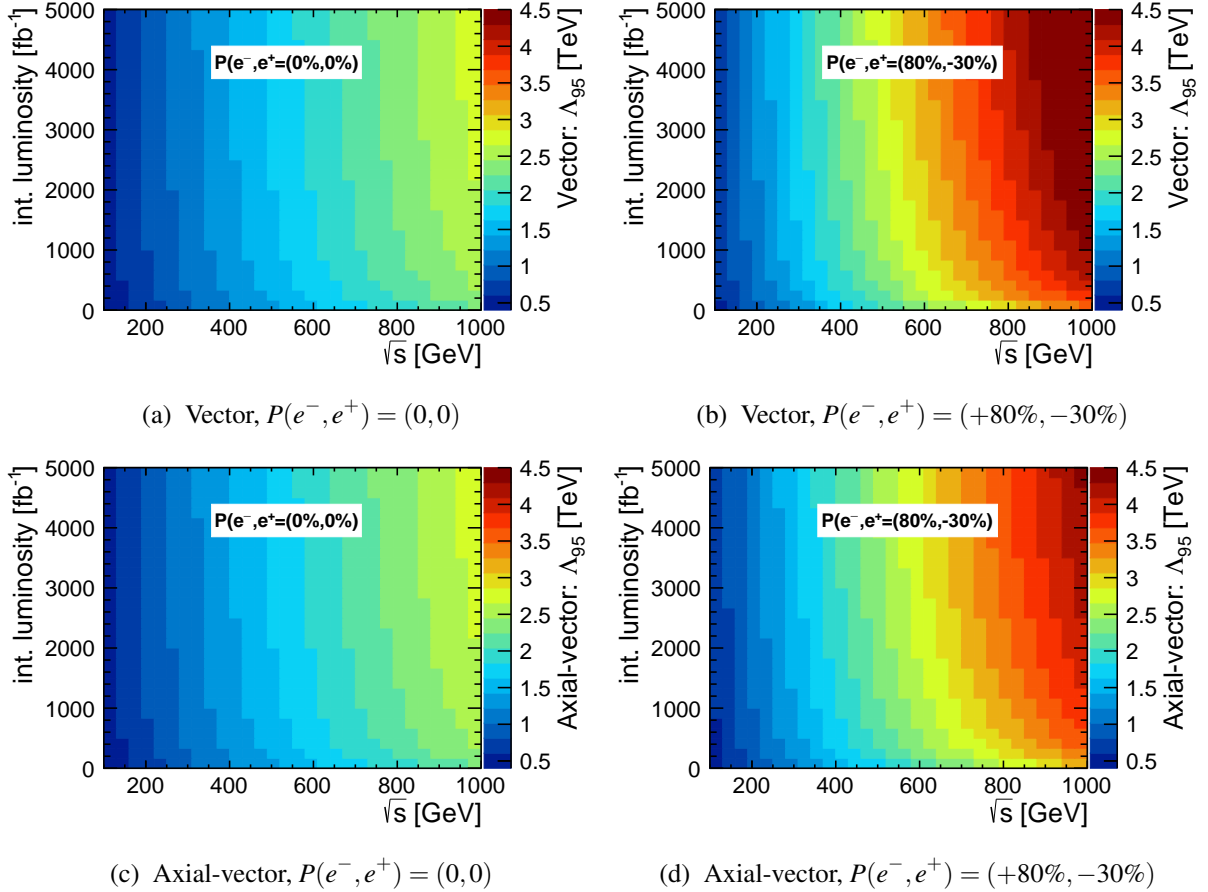 5000
4000
3000
2000
1000
0
int. luminosity [fb⁻¹]
P(e⁻,e⁺=(0%,0%)
200 400 600 800 1000
√s [GeV]
4.5
4
3.5
3
2.5
2
1.5
1
0.5
Vector: Λ₉₅ [TeV]
(a) Vector, P(e⁻,e⁺) = (0,0)
5000
4000
3000
2000
1000
0
int. luminosity [fb⁻¹]
P(e⁻,e⁺=(80%,-30%)
200 400 600 800 1000
√s [GeV]
4.5
4
3.5
3
2.5
2
1.5
1
0.5
Vector: Λ₉₅ [TeV]
(b) Vector, P(e⁻,e⁺) = (+80%,−30%)
5000
4000
3000
2000
1000
0
int. luminosity [fb⁻¹]
P(e⁻,e⁺=(0%,0%)
200 400 600 800 1000
√s [GeV]
4.5
4
3.5
3
2.5
2
1.5
1
0.5
Axial-vector: Λ₉₅ [TeV]
(c) Axial-vector, P(e⁻,e⁺) = (0,0)
5000
4000
3000
2000
1000
0
int. luminosity [fb⁻¹]
P(e⁻,e⁺=(80%,-30%)
200 400 600 800 1000
√s [GeV]
4.5
4
3.5
3
2.5
2
1.5
1
0.5
Axial-vector: Λ₉₅ [TeV]
(d) Axial-vector, P(e⁻,e⁺) = (+80%,−30%)